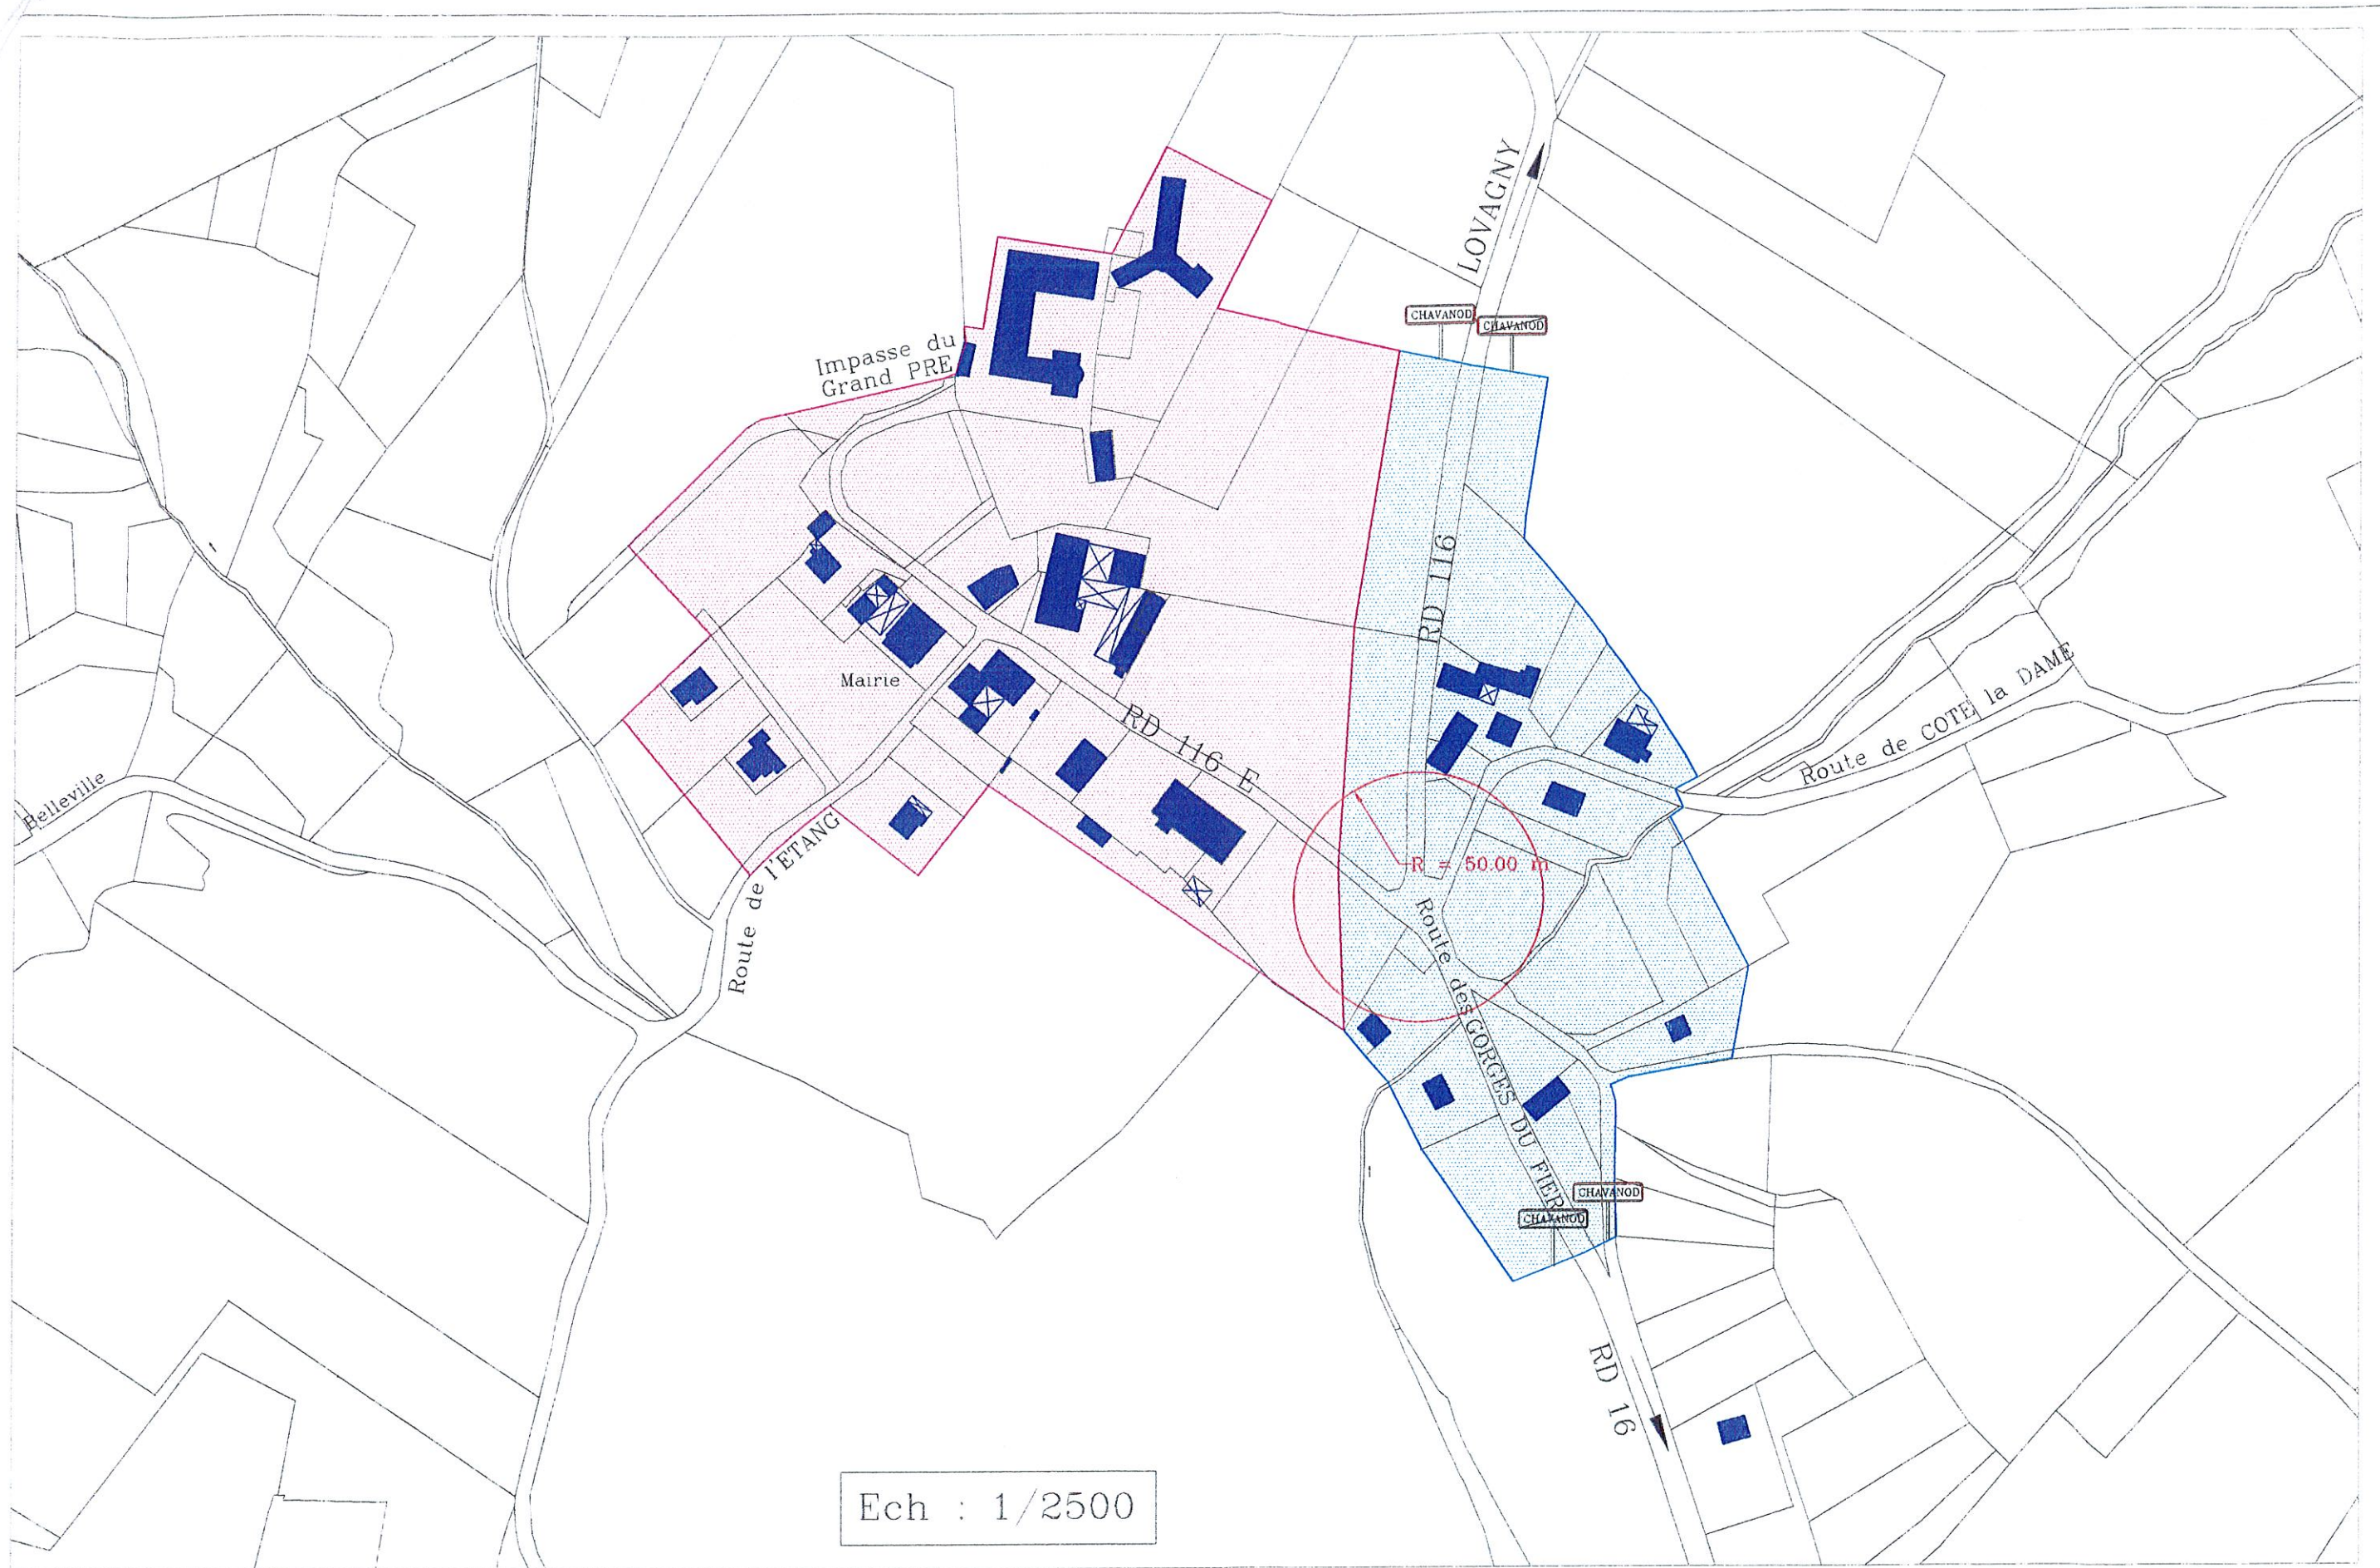 LOVAGNY
CHAVANOD
CHAVANOD
Impasse du
Grand PRE
RD 116
Mairie
RD 116 E
Route de COTE la DAME
Belleville
Route de l'ETANG
R = 50.00 m
Route des GORGES DU FIER
CHAVANOD
CHAVANOD
RD 16
Ech : 1/2500